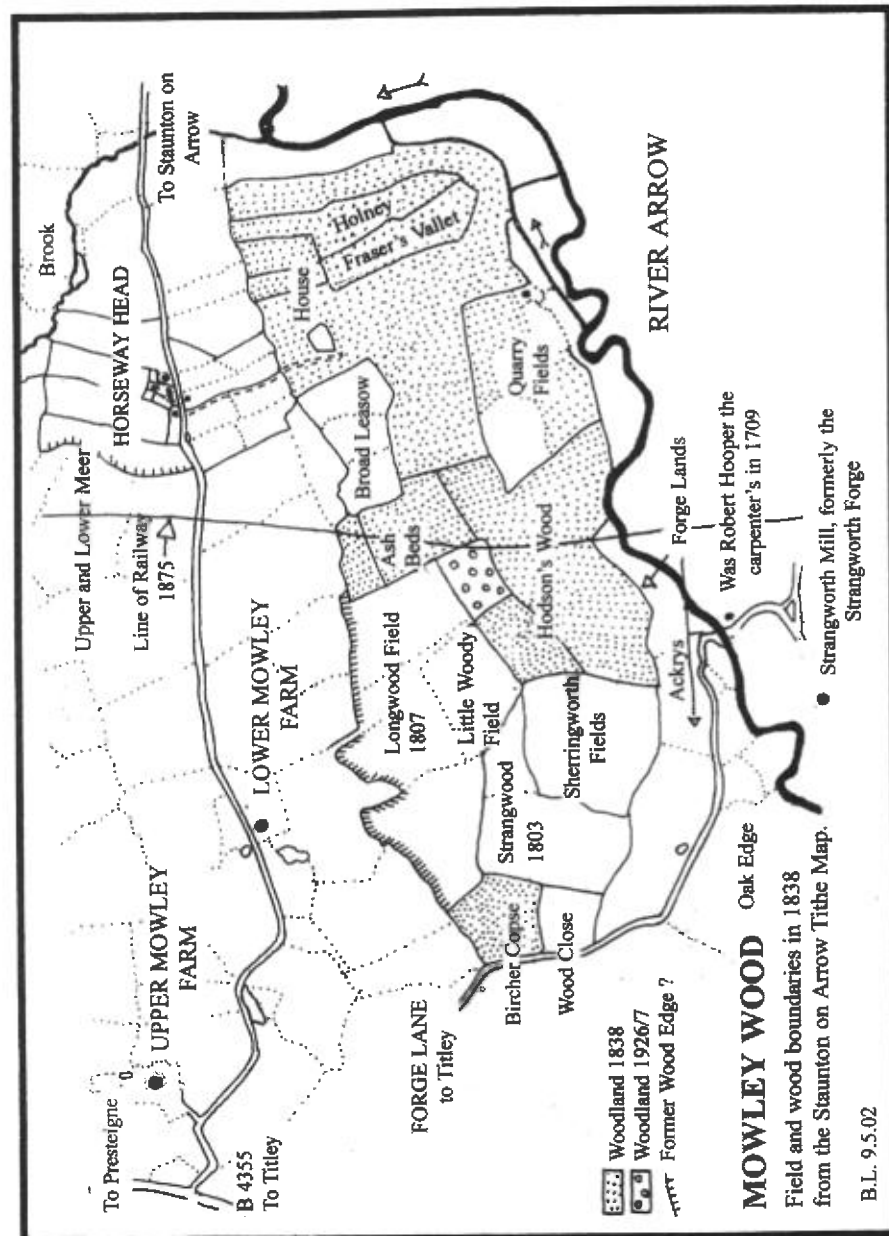 To Presteigne
B 4355
To Titley
UPPER MOWLEY
FARM
LOWER MOWLEY
FARM
Upper and Lower Meer
Line of Railway
1875
HORSEWAY HEAD
Brook
To Staunton on
Arrow
FORGE LANE
to Titley
Longwood Field
1807
Little Woody
Field
Strangwood
1803
Sherringworth
Fields
Bircher Copse
Wood Close
Ash
Beds
Broad Leasow
House
Holney
Fraser's Vallet
Quarry
Fields
Hodson's Wood
RIVER ARROW
Forge Lands
Ackrys
Was Robert Hooper the
carpenter's in 1709
Strangworth Mill, formerly the
Strangworth Forge
Oak Edge
Woodland 1838
Woodland 1926/7
Former Wood Edge ?
MOWLEY WOOD
Field and wood boundaries in 1838
from the Staunton on Arrow Tithe Map.
B.L. 9.5.02